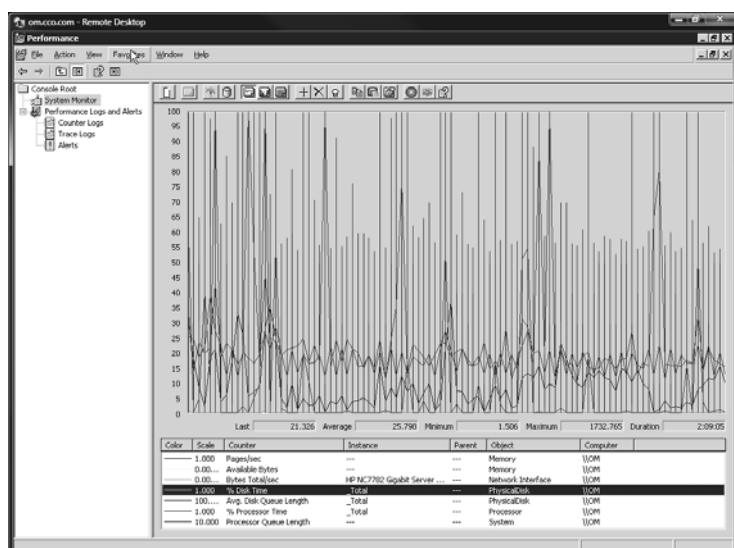 om.cco.com - Remote Desktop
Performance
File Action View Favorites Window Help
Console Root
System Monitor
Performance Logs and Alerts
Counter Logs
Trace Logs
Alerts
100
95
90
85
80
75
70
65
60
55
50
45
40
35
30
25
20
15
10
5
0
Last 21.326 Average 25.790 Minimum 1.506 Maximum 1732.765 Duration 2:09:05
Color Scale Counter Instance Parent Object Computer
1.000 Pages/sec --- --- Memory \\OM
0.00... Available Bytes --- --- Memory \\OM
0.00... Bytes Total/sec HP NC7782 Gigabit Server ... --- Network Interface \\OM
1.000 % Disk Time _Total --- PhysicalDisk \\OM
100.... Avg. Disk Queue Length _Total --- PhysicalDisk \\OM
1.000 % Processor Time _Total --- Processor \\OM
10.000 Processor Queue Length --- --- System \\OM